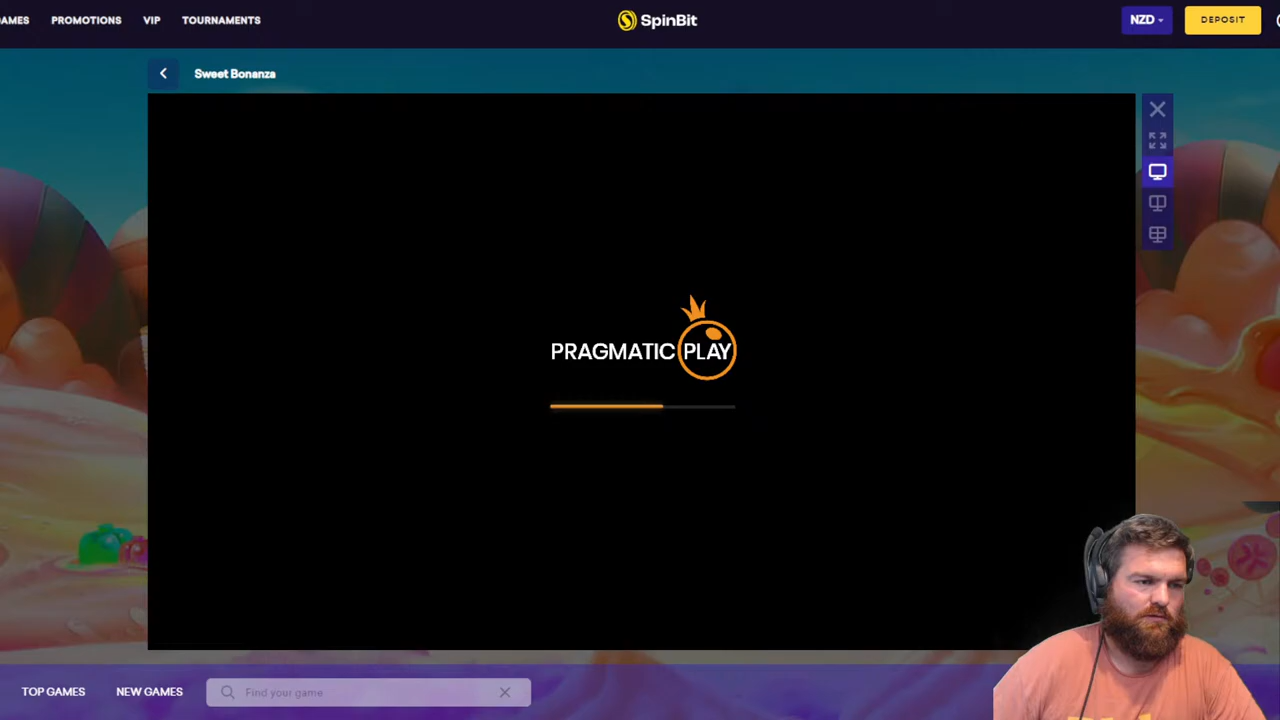 AMES PROMOTIONS VIP TOURNAMENTS SpinBit NZD DEPOSIT
Sweet Bonanza
PRAGMATIC PLAY
TOP GAMES NEW GAMES Find your game